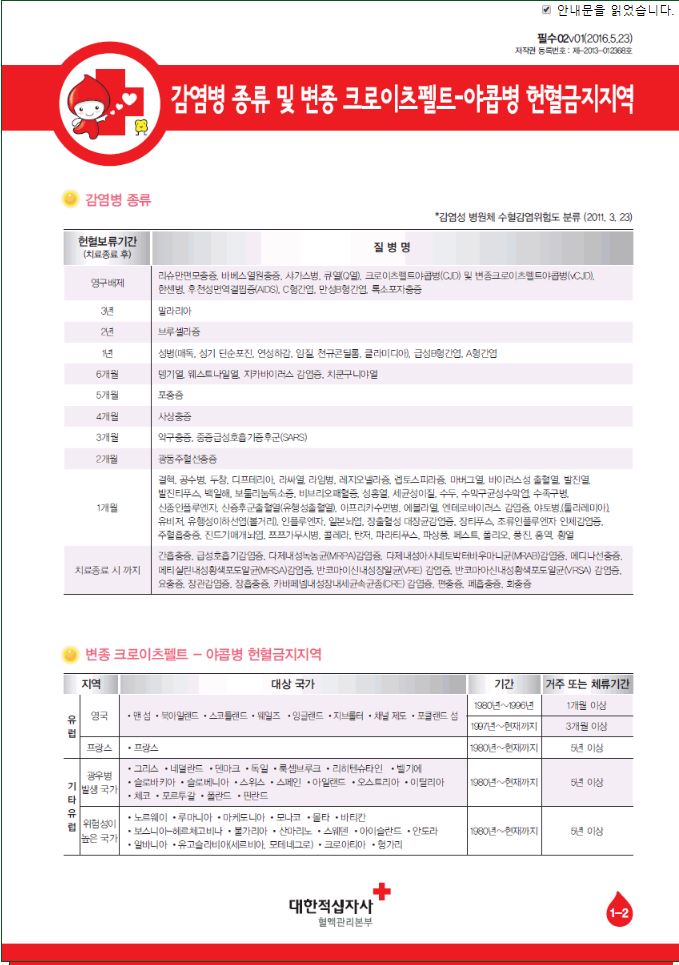 안내문을 읽었습니다.
필수02v01(2016.5.23)
저작권 등록번호 : 제-2013-012368호
감염병 종류 및 변종 크로이츠펠트-야콥병 헌혈금지지역
감염병 종류
*감염성 병원체 수혈감염위험도 분류 (2011. 3. 23)
헌혈보류기간 질 병 명
(치료종료 후)
영구배제 리슈만편모충증, 바베스열원충증, 샤가스병, 큐열(Q열), 크로이츠펠트야콥병(CJD) 및 변종크로이츠펠트야콥병(vCJD),
한센병, 후천성면역결핍증(AIDS), C형간염, 만성B형간염, 톡소포자충증
3년 말라리아
2년 브루셀라증
1년 성병(매독, 성기 단순포진, 연성하감, 임질, 첨규콘딜롬, 클라미디아), 급성B형간염, A형간염
6개월 뎅기열, 웨스트나일열, 지카바이러스 감염증, 치쿤구니야열
5개월 포충증
4개월 사상충증
3개월 악구충증, 중증급성호흡기증후군(SARS)
2개월 광동주혈선충증
1개월 결핵, 공수병, 두창, 디프테리아, 라싸열, 라임병, 레지오넬라증, 렙토스피라증, 마버그열, 바이러스성 출혈열, 발진열,
발진티푸스, 백일해, 보툴리눔독소증, 비브리오패혈증, 성홍열, 세균성이질, 수두, 수막구균성수막염, 수족구병,
신종인플루엔자, 신증후군출혈열(유행성출혈열), 아프리카수면병, 에볼라열, 엔테로바이러스 감염증, 야토병,(툴라레미아),
유비저, 유행성이하선염(볼거리), 인플루엔자, 일본뇌염, 장출혈성 대장균감염증, 장티푸스, 조류인플루엔자 인체감염증,
주혈흡충증, 진드기매개뇌염, 쯔쯔가무시병, 콜레라, 탄저, 파라티푸스, 파상풍, 페스트, 폴리오, 풍진, 홍역, 황열
치료종료 시 까지 간흡충증, 급성호흡기감염증, 다제내성녹농균(MRPA)감염증, 다제내성아시네토박터바우마니균(MRAB)감염증, 메디나선충증,
메티실린내성황색포도알균(MRSA)감염증, 반코마이신내성장알균(VRE) 감염증, 반코마이신내성황색포도알균(VRSA) 감염증,
요충증, 장관감염증, 장흡충증, 카바페넴내성장내세균속균종(CRE) 감염증, 편충증, 폐흡충증, 회충증
변종 크로이츠펠트 – 야콥병 헌혈금지지역
지역 대상 국가 기간 거주 또는 체류기간
유럽 영국 • 맨 섬 • 북아일랜드 • 스코틀랜드 • 웨일즈 • 잉글랜드 • 지브롤터 • 채널 제도 • 포클랜드 섬 1980년~1996년 1개월 이상
1997년~현재까지 3개월 이상
프랑스 • 프랑스 1980년~현재까지 5년 이상
기타유럽 광우병 발생 국가 • 그리스 • 네덜란드 • 덴마크 • 독일 • 룩셈부르크 • 리히텐슈타인 • 벨기에
• 슬로바키아 • 슬로베니아 • 스위스 • 스페인 • 아일랜드 • 오스트리아 • 이탈리아 1980년~현재까지 5년 이상
• 체코 • 포르투갈 • 폴란드 • 핀란드
위험성이 높은 국가 • 노르웨이 • 루마니아 • 마케도니아 • 모나코 • 몰타 • 바티칸
• 보스니아-헤르체고비나 • 불가리아 • 산마리노 • 스웨덴 • 아이슬란드 • 안도라 1980년~현재까지 5년 이상
• 알바니아 • 유고슬라비아(세르비아, 몬테네그로) • 크로아티아 • 헝가리
대한적십자사
혈액관리본부
1-2